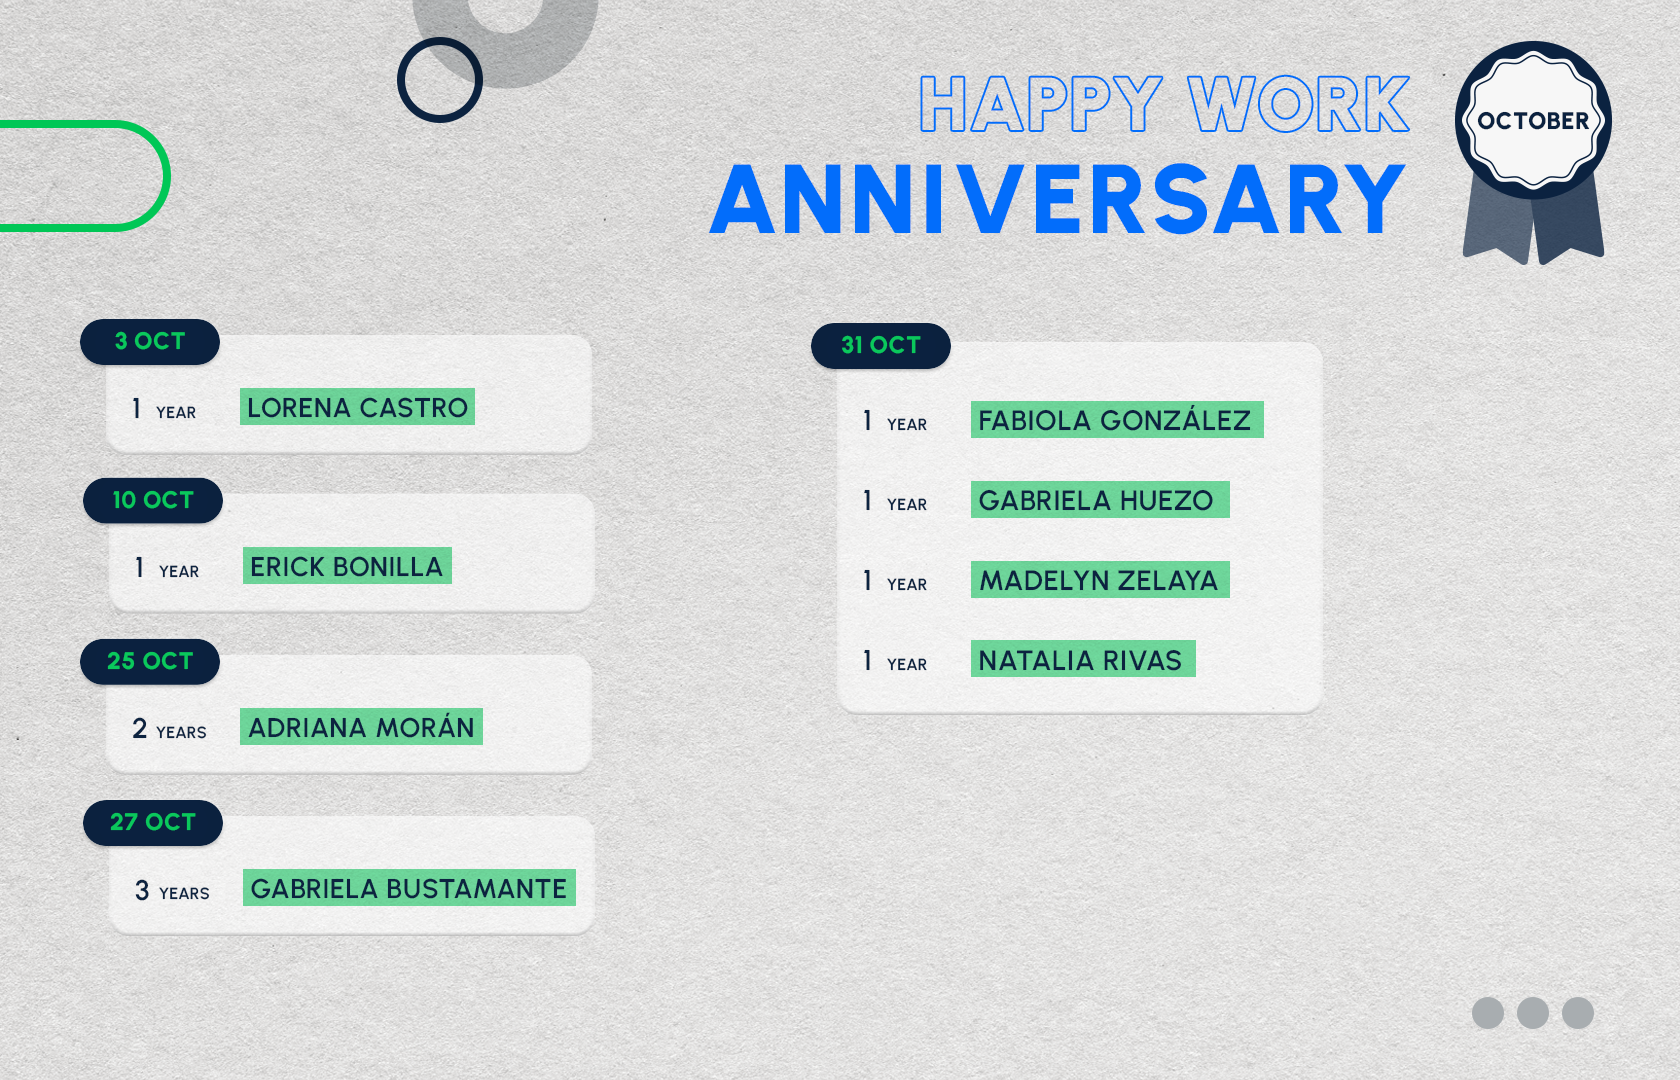 HAPPY WORK
ANNIVERSARY
OCTOBER
3 OCT
1 YEAR LORENA CASTRO
10 OCT
1 YEAR ERICK BONILLA
25 OCT
2 YEARS ADRIANA MORÁN
27 OCT
3 YEARS GABRIELA BUSTAMANTE
31 OCT
1 YEAR FABIOLA GONZÁLEZ
1 YEAR GABRIELA HUEZO
1 YEAR MADELYN ZELAYA
1 YEAR NATALIA RIVAS